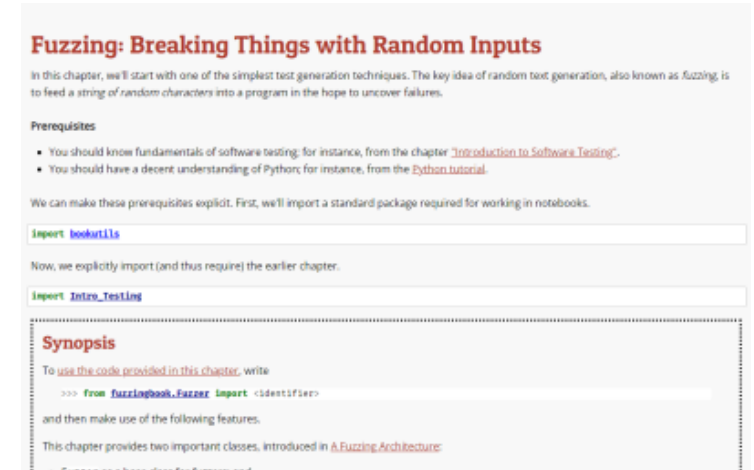 Fuzzing: Breaking Things with Random Inputs
In this chapter, we'll start with one of the simplest test generation techniques. The key idea of random text generation, also known as fuzzing, is
to feed a string of random characters into a program in the hope to uncover failures.
Prerequisites
• You should know fundamentals of software testing; for instance, from the chapter "Introduction to Software Testing".
• You should have a decent understanding of Python; for instance, from the Python tutorial.
We can make these prerequisites explicit. First, we'll import a standard package required for working in notebooks.
import bookutils
Now, we explicitly import (and thus require) the earlier chapter.
import Intro_Testing
Synopsis
To use the code provided in this chapter, write
>>> from fuzzingbook.Fuzzer import <identifier>
and then make use of the following features.
This chapter provides two important classes, introduced in A Fuzzing Architecture: